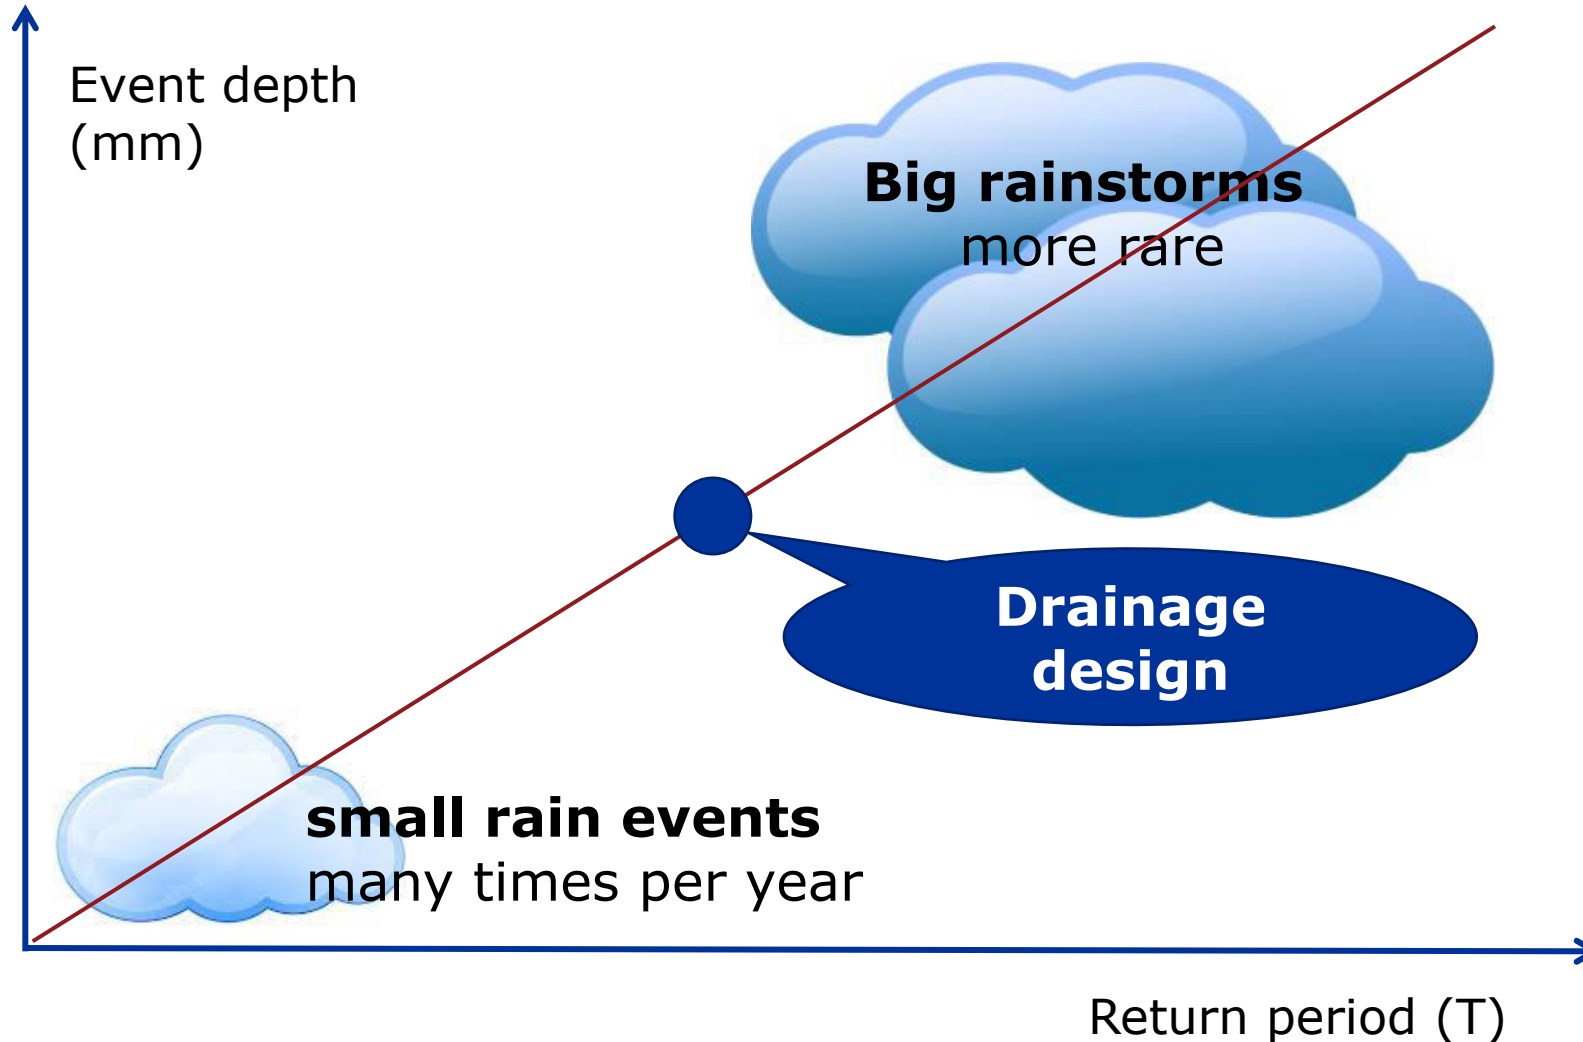 Event depth
(mm)
Big rainstorms
more rare
Drainage
design
small rain events
many times per year
Return period (T)